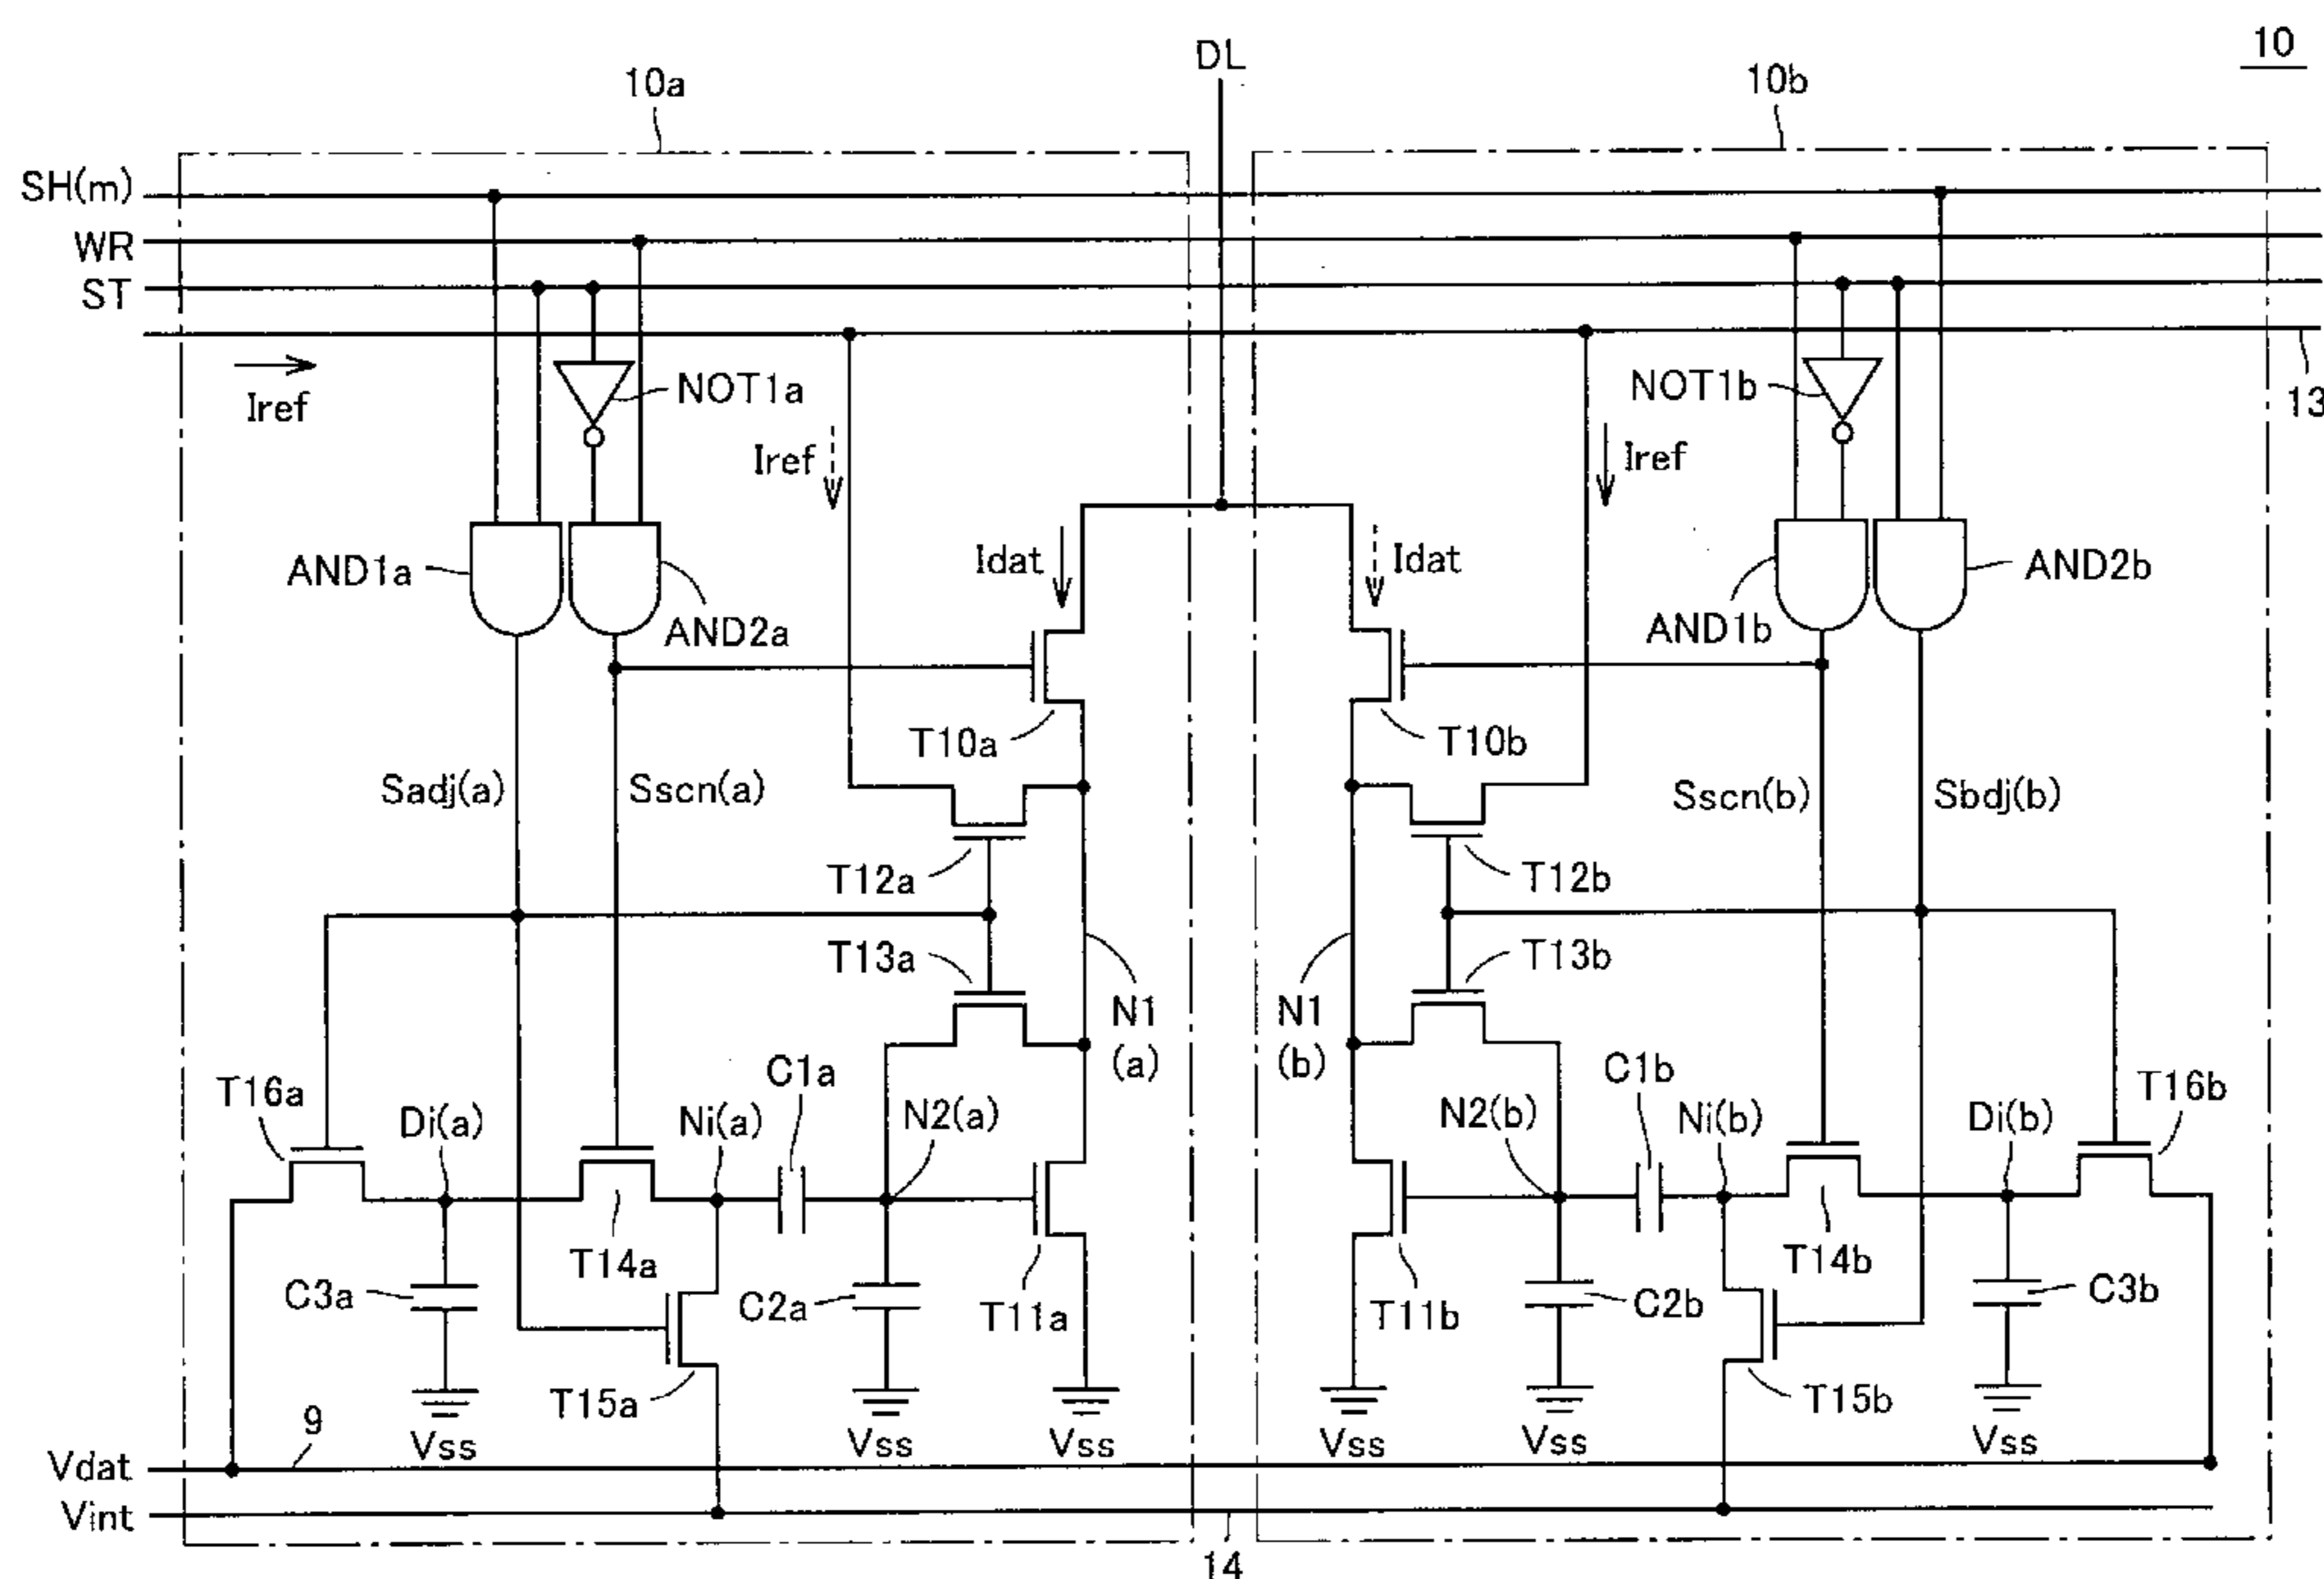 10
DL
10a
10b
SH(m)
WR
ST
13
Iref
NOT1a
NOT1b
Iref
Iref
AND1a
AND2a
Idat
Idat
AND1b
AND2b
T10a
T10b
Sadj(a)
Sscn(a)
Sscn(b)
Sbdj(b)
T12a
T12b
T13a
T13b
N1
(a)
N1
(b)
T16a
Di(a)
Ni(a)
C1a
N2(a)
N2(b)
C1b
Ni(b)
Di(b)
T16b
C3a
T14a
C2a
T11a
T11b
C2b
T14b
C3b
T15a
T15b
9
Vss
Vss
Vss
Vss
Vss
Vss
Vdat
Vint
14